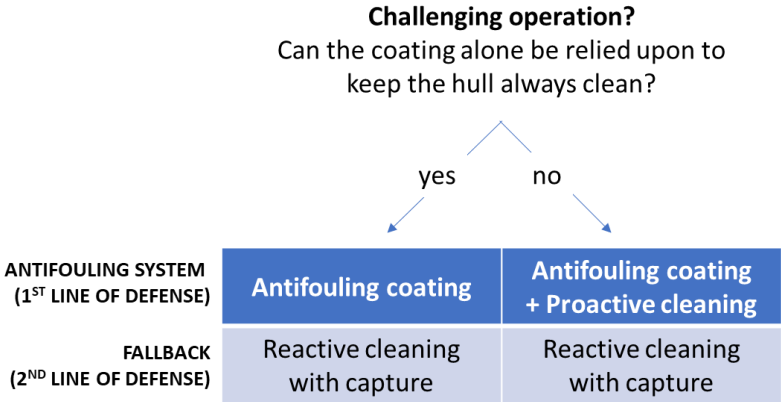 Challenging operation?
Can the coating alone be relied upon to
keep the hull always clean?
yes
no
ANTIFOULING SYSTEM
(1ST LINE OF DEFENSE)
Antifouling coating
Antifouling coating
+ Proactive cleaning
FALLBACK
(2ND LINE OF DEFENSE)
Reactive cleaning
with capture
Reactive cleaning
with capture